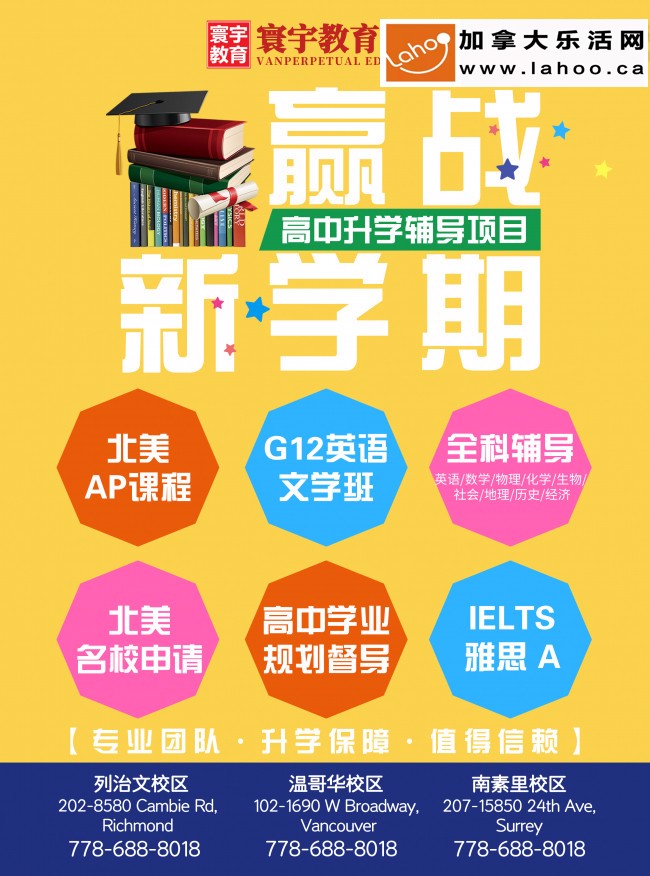 寰宇教育
寰宇教育
VANPERPETUAL
Lahoo
加拿大乐活网
www.lahoo.ca
赢战
高中升学辅导项目
新学期
北美
AP课程
G12英语
文学班
全科辅导
英语/数学/物理/化学/生物/
社会/地理/历史/经济
北美
名校申请
高中学业
规划督导
IELTS
雅思 A
【专业团队·升学保障·值得信赖】
列治文校区
202-8580 Cambie Rd,
Richmond
778-688-8018
温哥华校区
102-1690 W Broadway,
Vancouver
778-688-8018
南素里校区
207-15850 24th Ave,
Surrey
778-688-8018